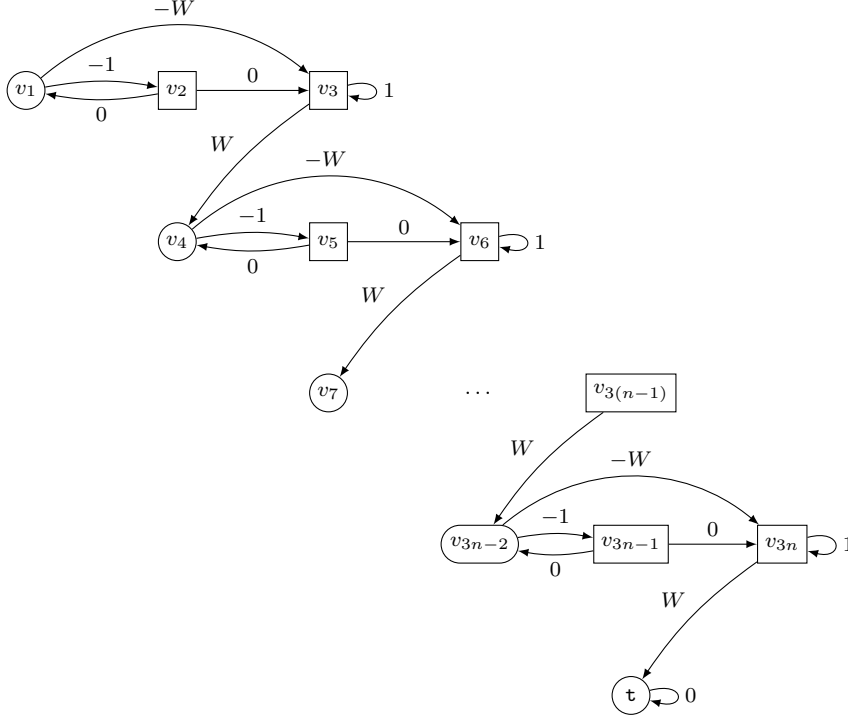 −W
v₁ −1 0 v₂ 0 v₃ 1
W
−W
v₄ −1 0 v₅ 0 v₆ 1
W
v₇ ... v₃₍ₙ₋₁₎
W
−W
v₃ₙ₋₂ −1 0 v₃ₙ₋₁ 0 v₃ₙ 1
W
t 0